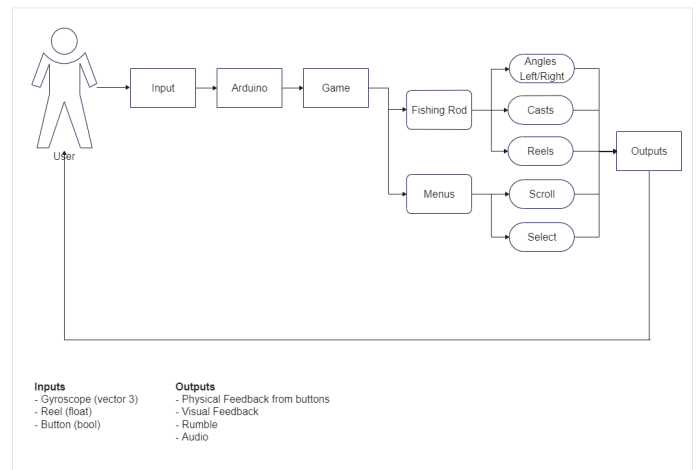 Angles
Left/Right
Input
Arduino
Game
Fishing Rod
Casts
Reels
Outputs
User
Menus
Scroll
Select
Inputs
- Gyroscope (vector 3)
- Reel (float)
- Button (bool)
Outputs
- Physical Feedback from buttons
- Visual Feedback
- Rumble
- Audio